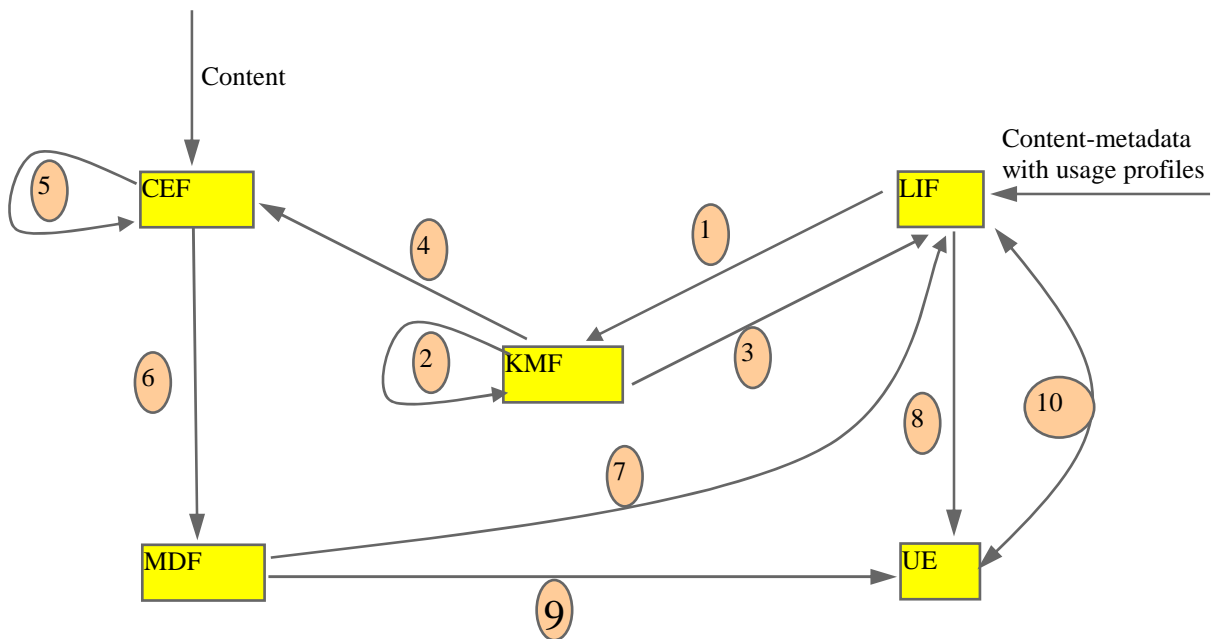 Content
Content-metadata
with usage profiles
5
CEF
LIF
1
4
2
KMF
3
6
8
10
7
MDF
UE
9